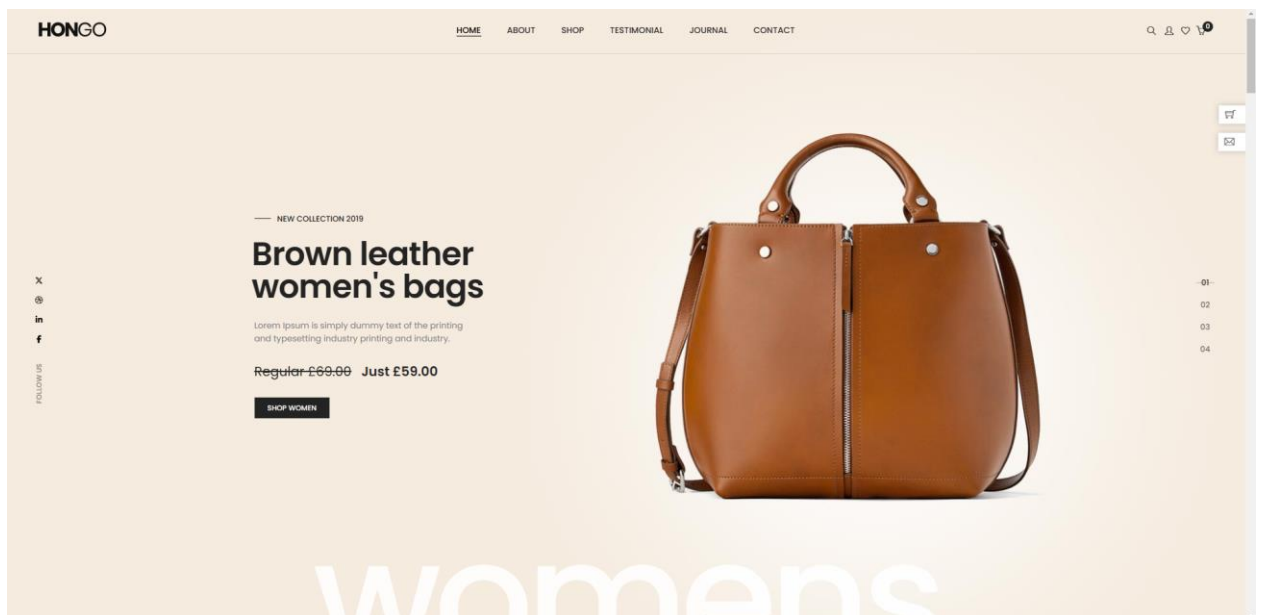 HONGO
HOME ABOUT SHOP TESTIMONIAL JOURNAL CONTACT
0
NEW COLLECTION 2019
Brown leather
women's bags
Lorem Ipsum is simply dummy text of the printing
and typesetting industry printing and industry.
Regular £69.00 Just £59.00
SHOP WOMEN
FOLLOW US
01
02
03
04
womens